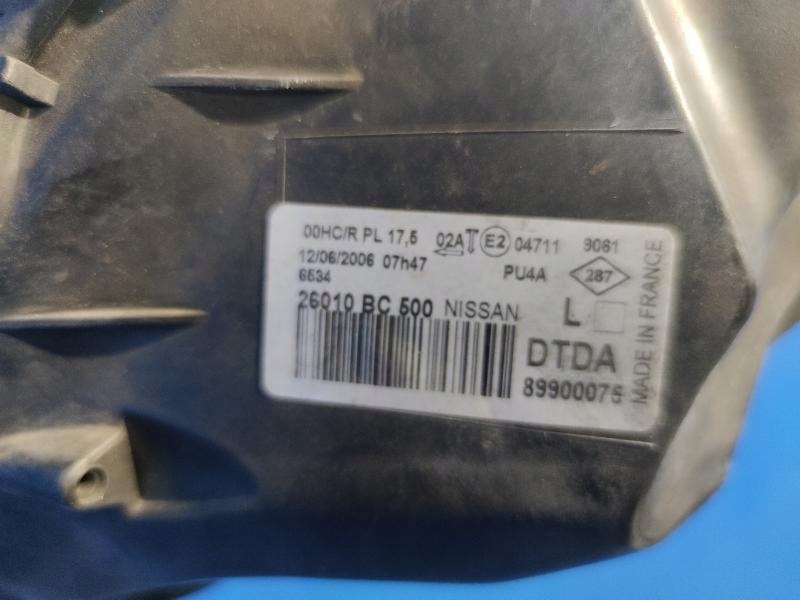 00HC/R PL 17,5 02A E2 04711 9061
12/06/2006 07h47 PU4A 287
6534
26010 BC 500 NISSAN L
DTDA
89900075
MADE IN FRANCE